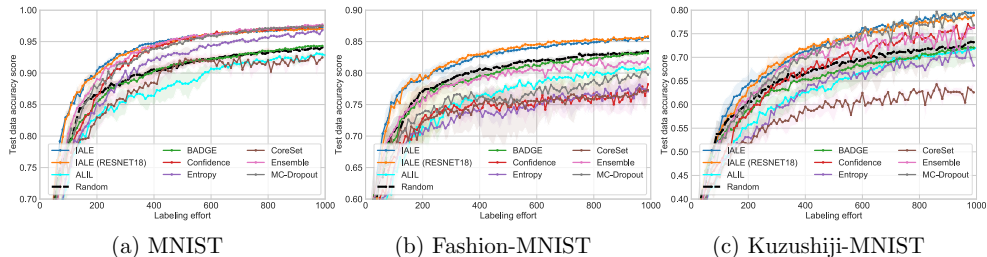 Test data accuracy score
1.00
0.95
0.90
0.85
0.80
0.75
0.70
0.65
0.60
IALE
IALE (RESNET18)
ALIL
Random
BADGE
Confidence
Entropy
CoreSet
Ensemble
MC-Dropout
0 200 400 600 800 1000
Labeling effort
(a) MNIST
Test data accuracy score
0.90
0.85
0.80
0.75
0.70
0.65
0.60
IALE
IALE (RESNET18)
ALIL
Random
BADGE
Confidence
Entropy
CoreSet
Ensemble
MC-Dropout
0 200 400 600 800 1000
Labeling effort
(b) Fashion-MNIST
Test data accuracy score
0.80
0.75
0.70
0.65
0.60
0.55
0.50
0.45
0.40
IALE
IALE (RESNET18)
ALIL
Random
BADGE
Confidence
Entropy
CoreSet
Ensemble
MC-Dropout
0 200 400 600 800 1000
Labeling effort
(c) Kuzushiji-MNIST